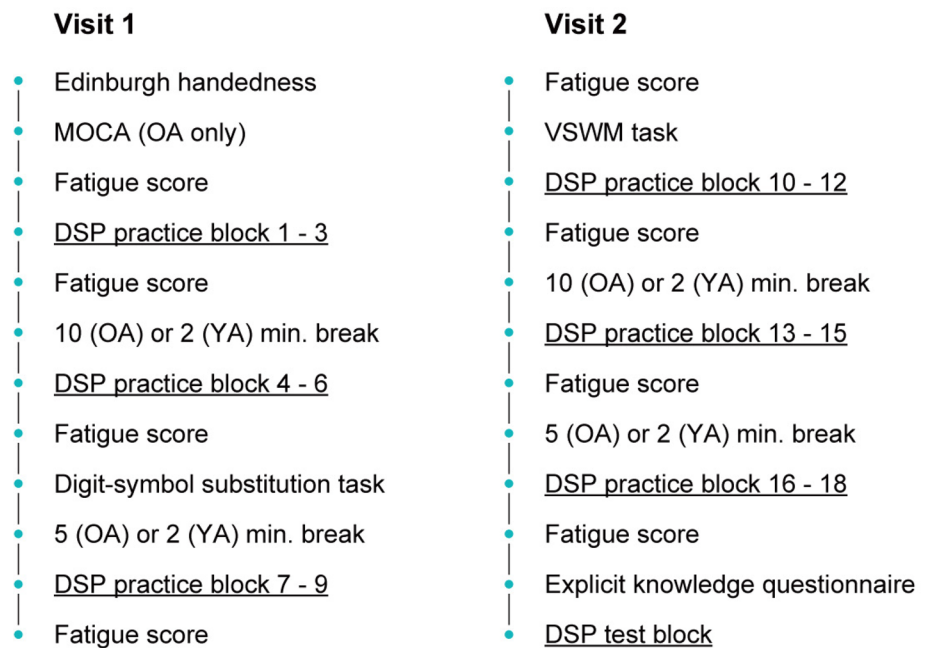 Visit 1
Edinburgh handedness
MOCA (OA only)
Fatigue score
DSP practice block 1 - 3
Fatigue score
10 (OA) or 2 (YA) min. break
DSP practice block 4 - 6
Fatigue score
Digit-symbol substitution task
5 (OA) or 2 (YA) min. break
DSP practice block 7 - 9
Fatigue score
Visit 2
Fatigue score
VSWM task
DSP practice block 10 - 12
Fatigue score
10 (OA) or 2 (YA) min. break
DSP practice block 13 - 15
Fatigue score
5 (OA) or 2 (YA) min. break
DSP practice block 16 - 18
Fatigue score
Explicit knowledge questionnaire
DSP test block